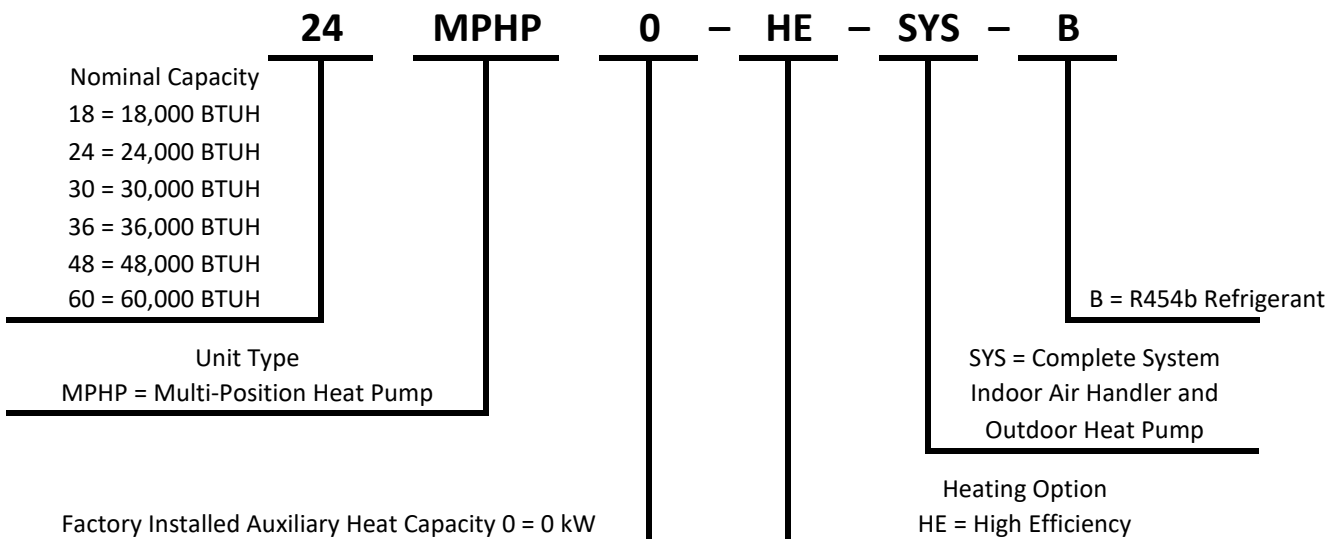 24 MPHP 0 – HE – SYS – B
Nominal Capacity
18 = 18,000 BTUH
24 = 24,000 BTUH
30 = 30,000 BTUH
36 = 36,000 BTUH
48 = 48,000 BTUH
60 = 60,000 BTUH
B = R454b Refrigerant
Unit Type
MPHP = Multi-Position Heat Pump
SYS = Complete System
Indoor Air Handler and
Outdoor Heat Pump
Factory Installed Auxiliary Heat Capacity 0 = 0 kW
Heating Option
HE = High Efficiency